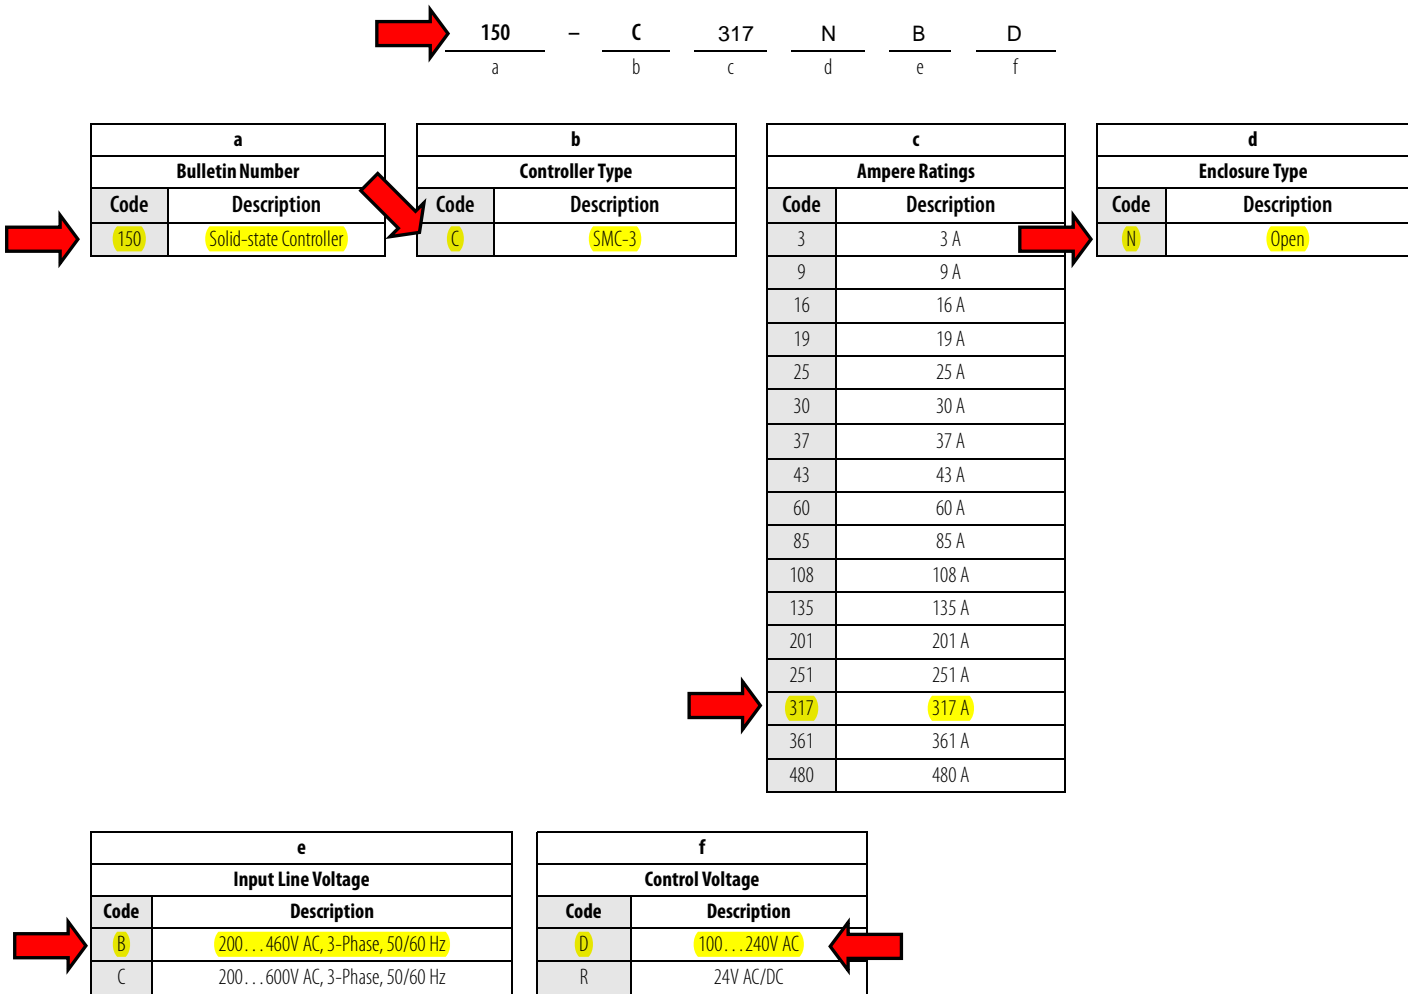 150 – C 317 N B D
a b c d e f
a
Bulletin Number
Code Description
150 Solid-state Controller
b
Controller Type
Code Description
C SMC-3
c
Ampere Ratings
Code Description
3 3 A
9 9 A
16 16 A
19 19 A
25 25 A
30 30 A
37 37 A
43 43 A
60 60 A
85 85 A
108 108 A
135 135 A
201 201 A
251 251 A
317 317 A
361 361 A
480 480 A
d
Enclosure Type
Code Description
N Open
e
Input Line Voltage
Code Description
B 200...460V AC, 3-Phase, 50/60 Hz
C 200...600V AC, 3-Phase, 50/60 Hz
f
Control Voltage
Code Description
D 100...240V AC
R 24V AC/DC